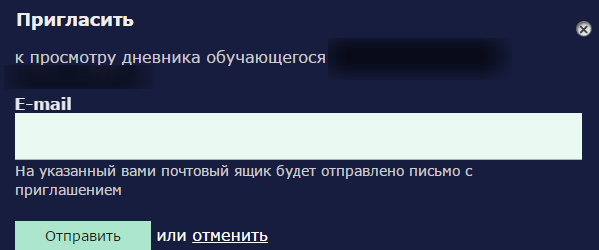 Пригласить
к просмотру дневника обучающегося
E-mail
На указанный вами почтовый ящик будет отправлено письмо с
приглашением
Отправить или отменить